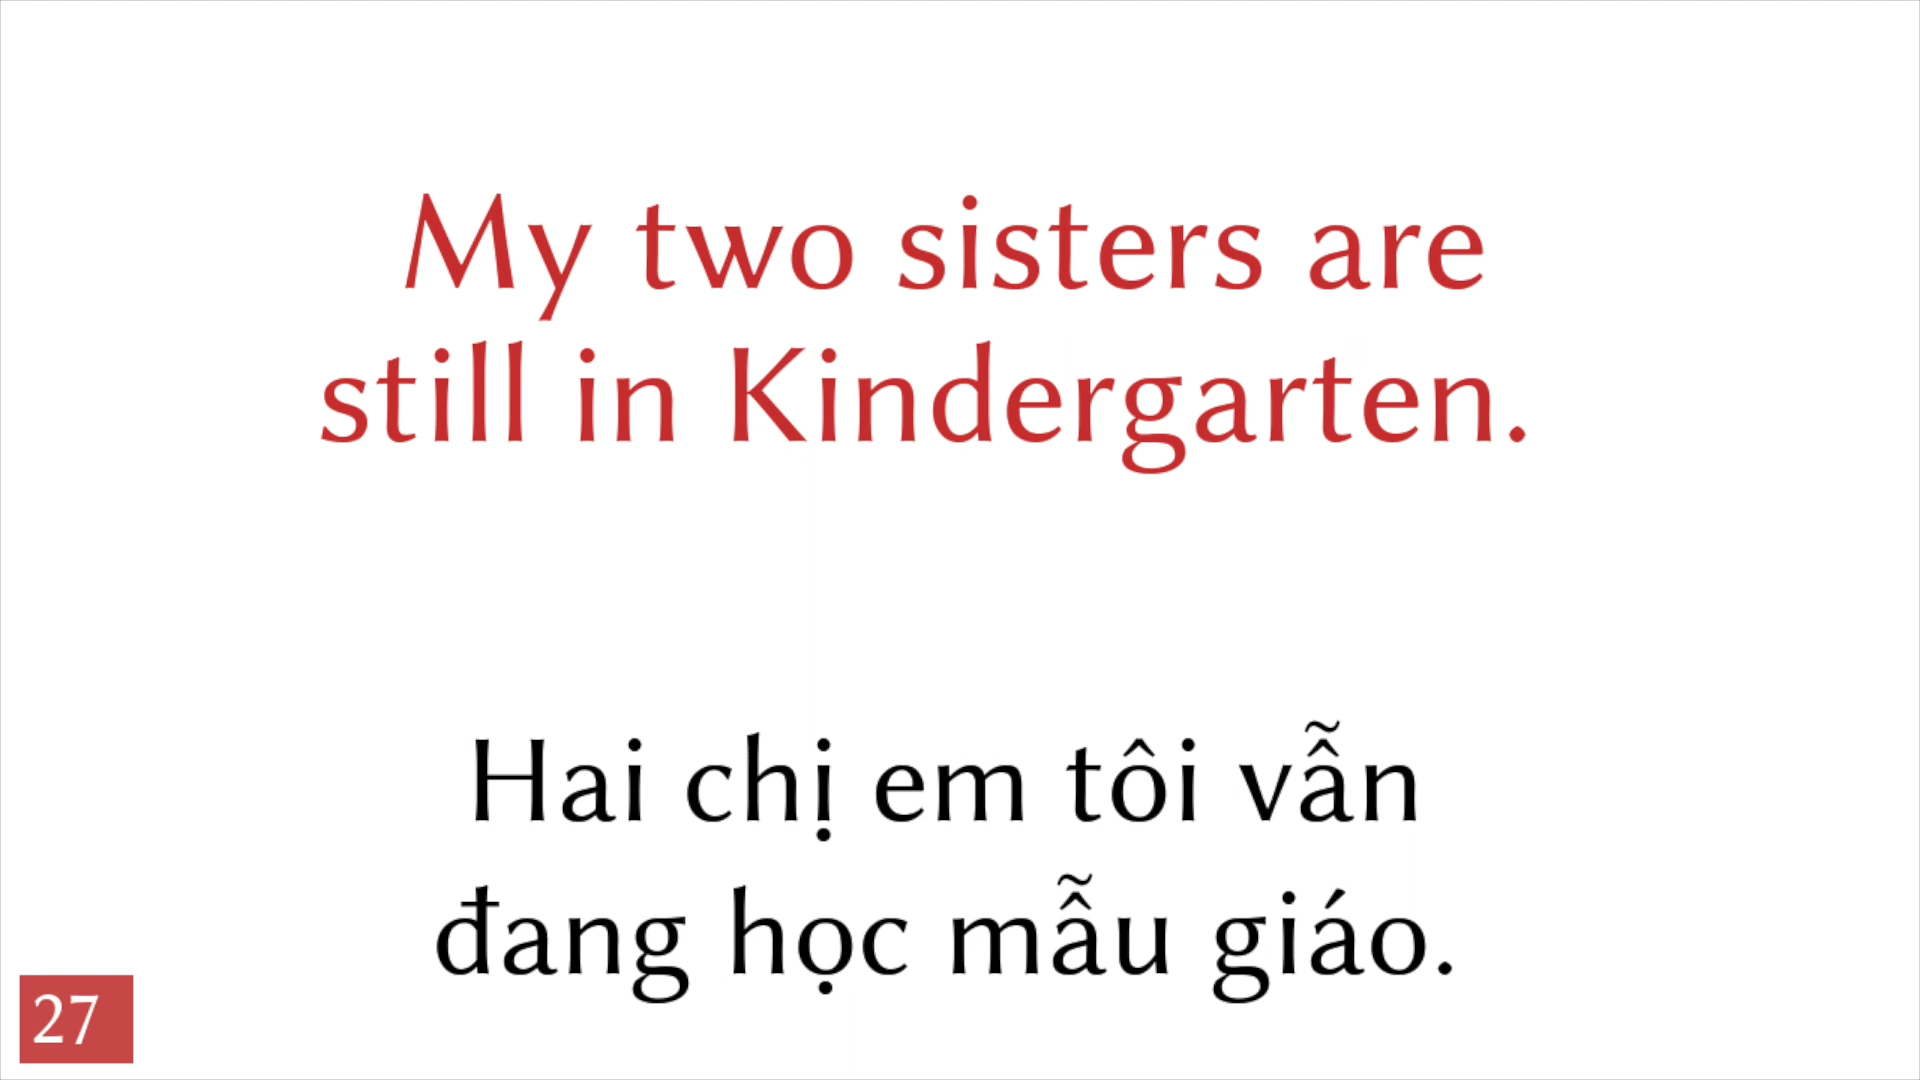 My two sisters are
still in Kindergarten.
Hai chị em tôi vẫn
đang học mẫu giáo.
27